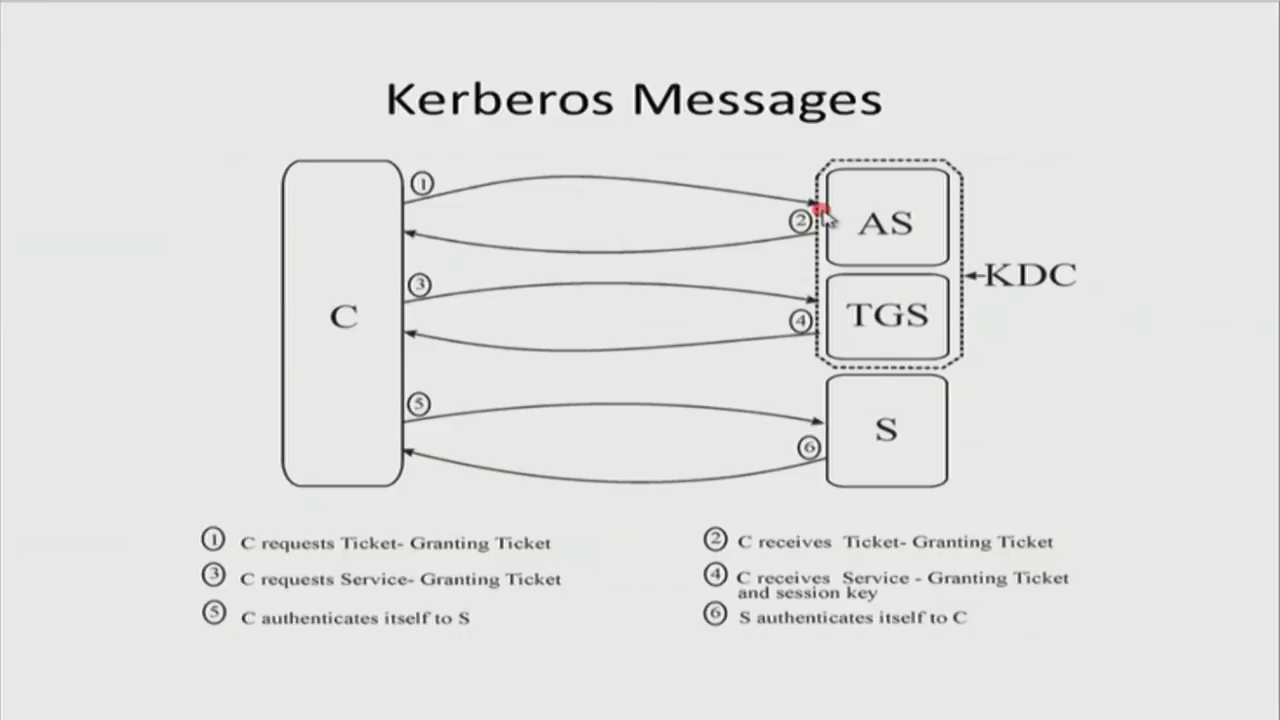 Kerberos Messages
①
② AS
③
④ TGS
KDC
C
⑤
⑥ S
① C requests Ticket- Granting Ticket
② C receives Ticket- Granting Ticket
③ C requests Service- Granting Ticket
④ C receives Service - Granting Ticket
and session key
⑤ C authenticates itself to S
⑥ S authenticates itself to C